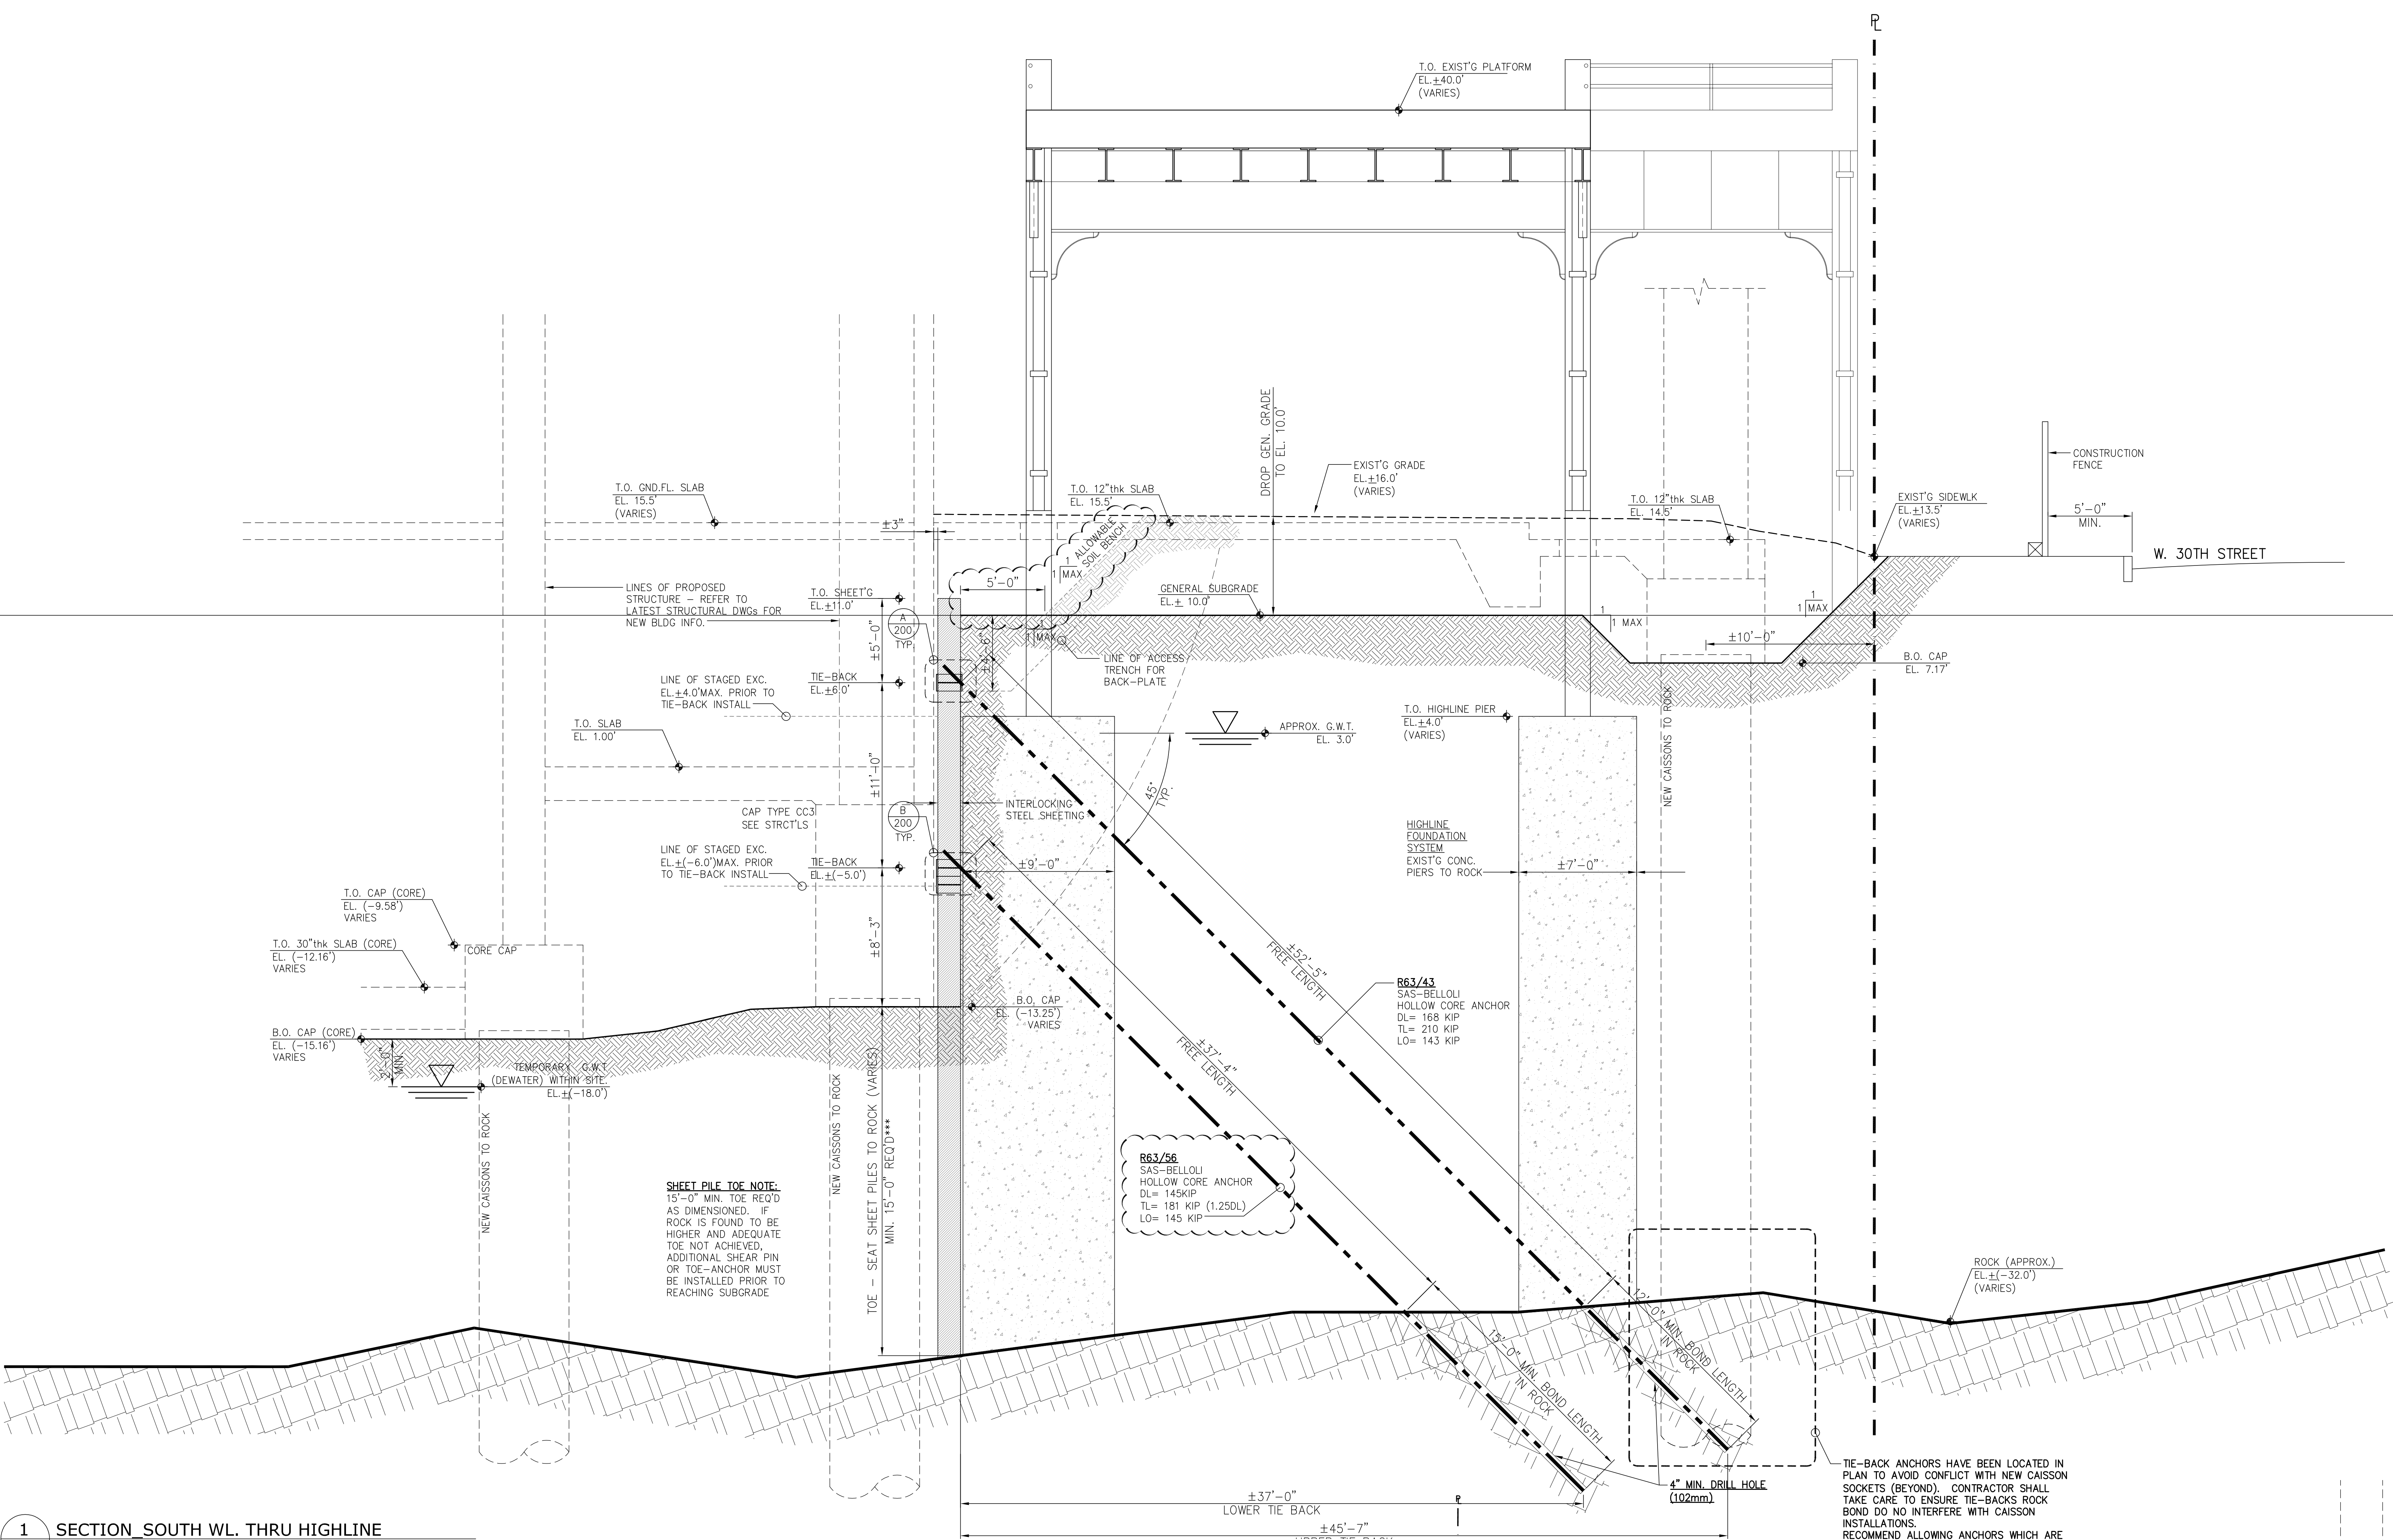 PL
T.O. EXIST'G PLATFORM
EL.±40.0'
(VARIES)
DROP GEN. GRADE
TO EL. 10.0'
EXIST'G GRADE
EL.±16.0'
(VARIES)
CONSTRUCTION
FENCE
T.O. GND.FL. SLAB
EL. 15.5'
(VARIES)
T.O. 12"thk SLAB
EL. 15.5'
T.O. 12"thk SLAB
EL. 14.5'
EXIST'G SIDEWLK
EL.±13.5'
(VARIES)
5'-0"
MIN.
±3"
ALLOWABLE
SOIL BENCH
1
1 MAX
W. 30TH STREET
LINES OF PROPOSED
STRUCTURE – REFER TO
LATEST STRUCTURAL DWGs FOR
NEW BLDG INFO.
T.O. SHEET'G
EL.±11.0'
5'-0"
GENERAL SUBGRADE
EL.± 10.0'
A
200
TYP.
±5'-0"
±4'-6"
1
1 MAX
1
1 MAX
1
1 MAX
±10'-0"
LINE OF ACCESS
TRENCH FOR
BACK-PLATE
B.O. CAP
EL. 7.17'
LINE OF STAGED EXC.
EL.±4.0'MAX. PRIOR TO
TIE-BACK INSTALL
TIE-BACK
EL.±6.0'
T.O. SLAB
EL. 1.00'
T.O. HIGHLINE PIER
EL.±4.0'
(VARIES)
APPROX. G.W.T.
EL. 3.0'
NEW CAISSONS TO ROCK
±11'-0"
45°
TYP.
INTERLOCKING
STEEL SHEETING
CAP TYPE CC3
SEE STRCT'LS
B
200
TYP.
LINE OF STAGED EXC.
EL.±(-6.0')MAX. PRIOR
TO TIE-BACK INSTALL
TIE-BACK
EL.±(-5.0')
±9'-0"
HIGHLINE
FOUNDATION
SYSTEM
EXIST'G CONC.
PIERS TO ROCK
±7'-0"
T.O. CAP (CORE)
EL. (-9.58')
VARIES
±8'-3"
T.O. 30"thk SLAB (CORE)
EL. (-12.16')
VARIES
CORE CAP
±52'-5"
FREE LENGTH
R63/43
SAS-BELLOLI
HOLLOW CORE ANCHOR
DL= 168 KIP
TL= 210 KIP
LO= 143 KIP
B.O. CAP
EL. (-13.25')
VARIES
B.O. CAP (CORE)
EL. (-15.16')
VARIES
2'-0"
MIN.
TEMPORARY G.W.T
(DEWATER) WITHIN SITE.
EL.±(-18.0')
±37'-4"
FREE LENGTH
NEW CAISSONS TO ROCK
NEW CAISSONS TO ROCK
TOE – SEAT SHEET PILES TO ROCK (VARIES)
MIN. 15'-0" REQ'D***
SHEET PILE TOE NOTE:
15'-0" MIN. TOE REQ'D
AS DIMENSIONED. IF
ROCK IS FOUND TO BE
HIGHER AND ADEQUATE
TOE NOT ACHIEVED,
ADDITIONAL SHEAR PIN
OR TOE-ANCHOR MUST
BE INSTALLED PRIOR TO
REACHING SUBGRADE
R63/56
SAS-BELLOLI
HOLLOW CORE ANCHOR
DL= 145KIP
TL= 181 KIP (1.25DL)
LO= 145 KIP
ROCK (APPROX.)
EL.±(-32.0')
(VARIES)
12'-0" MIN. BOND LENGTH
IN ROCK
15'-0" MIN. BOND LENGTH
IN ROCK
4" MIN. DRILL HOLE
(102mm)
TIE-BACK ANCHORS HAVE BEEN LOCATED IN
PLAN TO AVOID CONFLICT WITH NEW CAISSON
SOCKETS (BEYOND). CONTRACTOR SHALL
TAKE CARE TO ENSURE TIE-BACKS ROCK
BOND DO NO INTERFERE WITH CAISSON
INSTALLATIONS.
RECOMMEND ALLOWING ANCHORS WHICH ARE
±37'-0"
LOWER TIE BACK
PL
±45'-7"
1
SECTION_SOUTH WL. THRU HIGHLINE